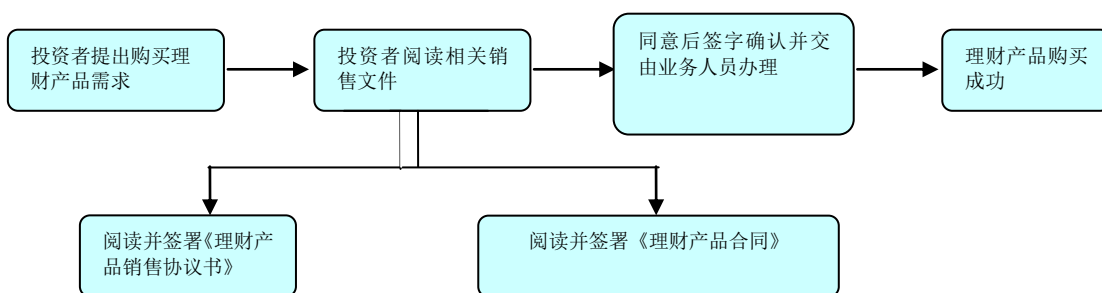 投资者提出购买理
财产品需求
投资者阅读相关销
售文件
同意后签字确认并交
由业务人员办理
理财产品购买
成功
阅读并签署《理财产
品销售协议书》
阅读并签署《理财产品合同》